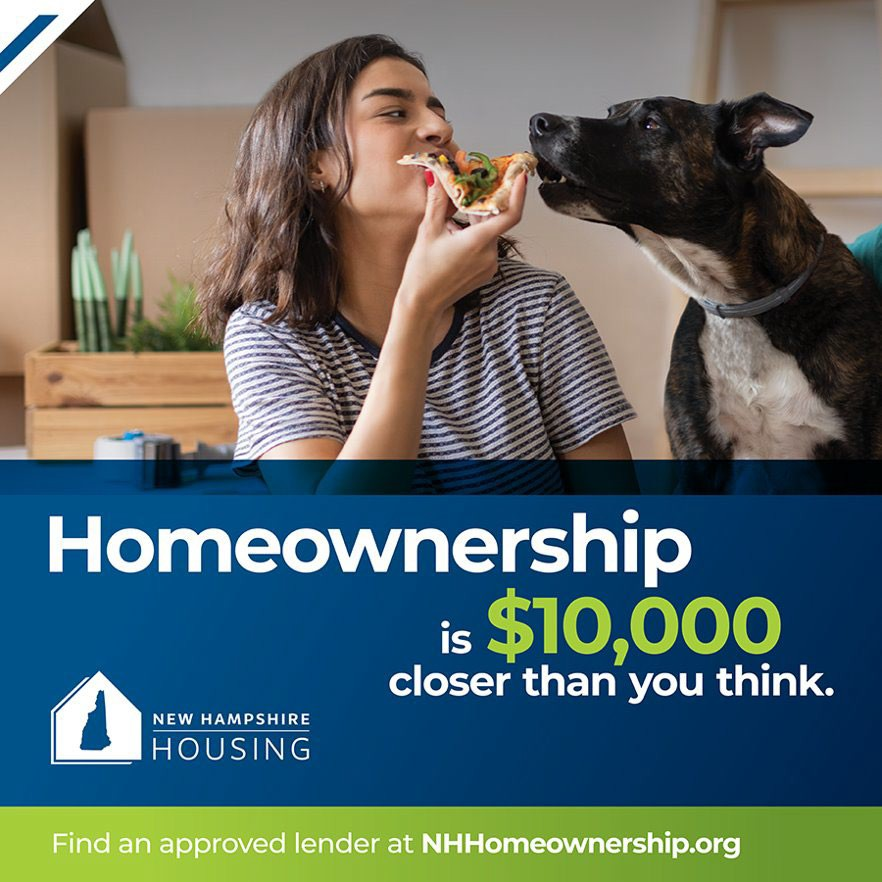 Homeownership
is $10,000
closer than you think.
NEW HAMPSHIRE
HOUSING
Find an approved lender at NHHomeownership.org